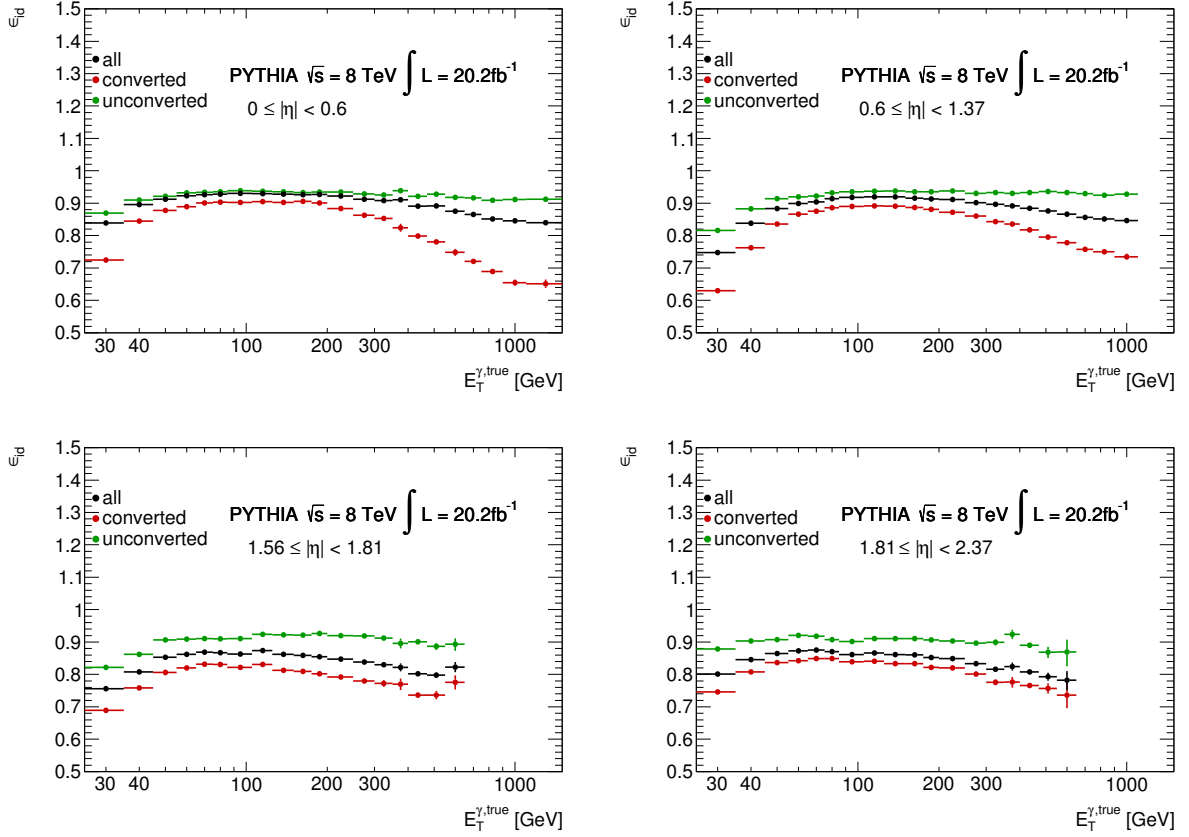 ϵid
1.5
1.4
1.3
1.2
1.1
1
0.9
0.8
0.7
0.6
0.5
all
converted
unconverted
PYTHIA √s = 8 TeV ∫ L = 20.2fb⁻¹
0 ≤ |η| < 0.6
30 40 100 200 300 1000
E_T^γ,true [GeV]
ϵid
1.5
1.4
1.3
1.2
1.1
1
0.9
0.8
0.7
0.6
0.5
all
converted
unconverted
PYTHIA √s = 8 TeV ∫ L = 20.2fb⁻¹
0.6 ≤ |η| < 1.37
30 40 100 200 300 1000
E_T^γ,true [GeV]
ϵid
1.5
1.4
1.3
1.2
1.1
1
0.9
0.8
0.7
0.6
0.5
all
converted
unconverted
PYTHIA √s = 8 TeV ∫ L = 20.2fb⁻¹
1.56 ≤ |η| < 1.81
30 40 100 200 300 1000
E_T^γ,true [GeV]
ϵid
1.5
1.4
1.3
1.2
1.1
1
0.9
0.8
0.7
0.6
0.5
all
converted
unconverted
PYTHIA √s = 8 TeV ∫ L = 20.2fb⁻¹
1.81 ≤ |η| < 2.37
30 40 100 200 300 1000
E_T^γ,true [GeV]